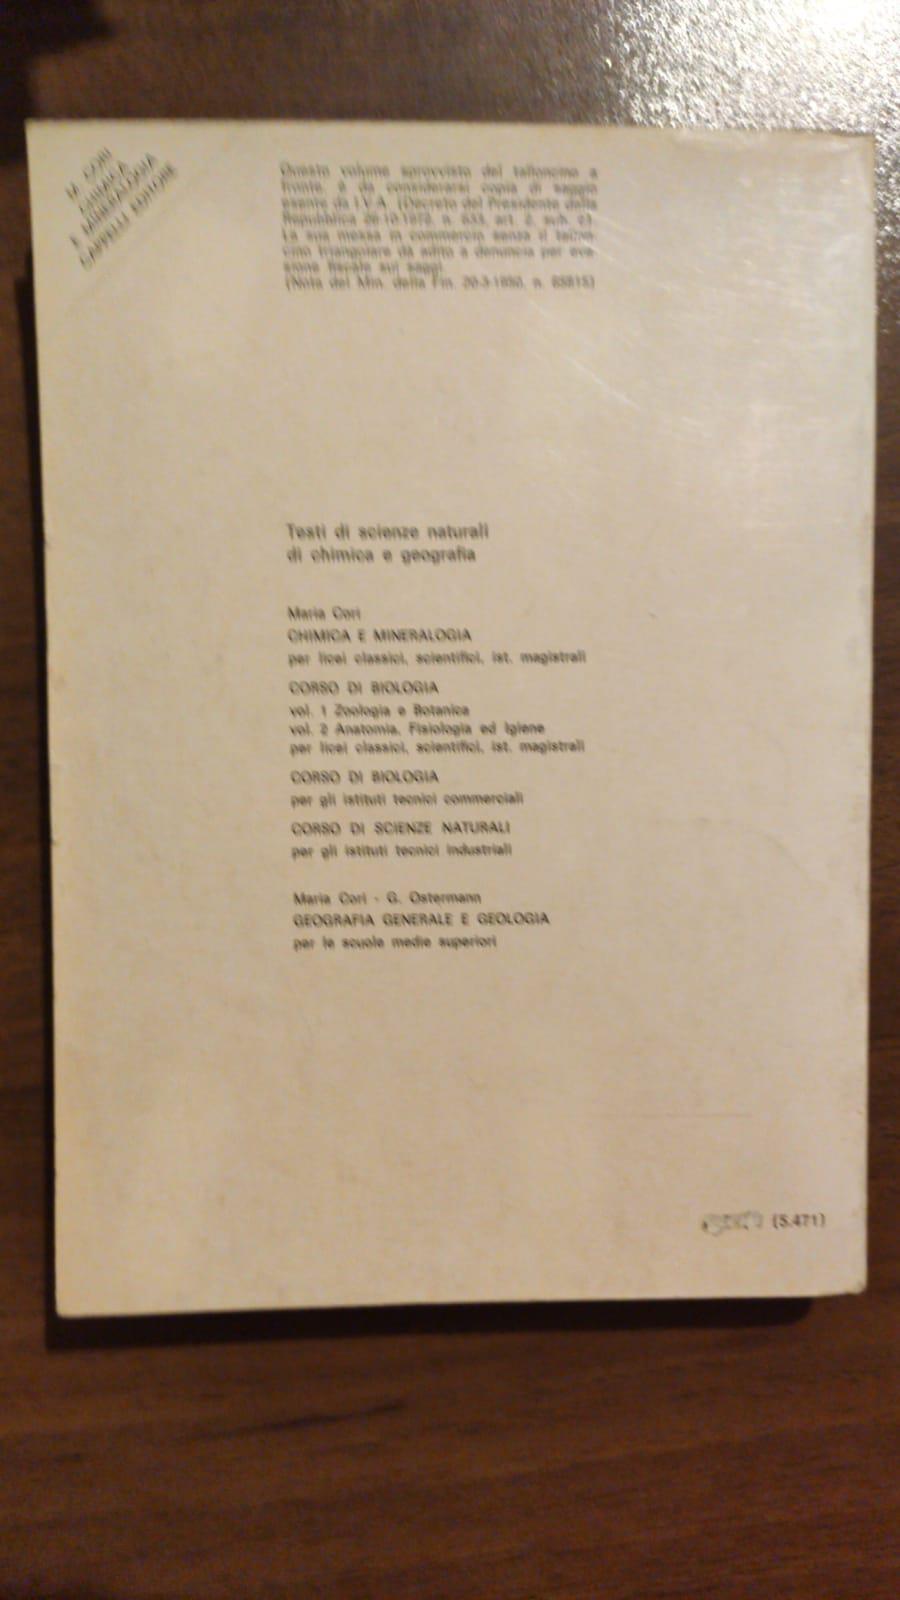 M. CORI
CHIMICA
E MINERALOGIA
CAPPELLI EDITORE
Questo volume sprovvisto del talloncino a
fronte, è da considerarsi copia di saggio
esente da I.V.A. (Decreto del Presidente della
Repubblica 26-10-1972, n. 633, art. 2, sub. c).
La sua messa in commercio senza il tallon-
cino triangolare dà adito a denuncia per eva-
sione fiscale sui saggi.
(Nota del Min. della Fin. 20-3-1950, n. 65815)
Testi di scienze naturali
di chimica e geografia
Maria Cori
CHIMICA E MINERALOGIA
per licei classici, scientifici, ist. magistrali
CORSO DI BIOLOGIA
vol. 1 Zoologia e Botanica
vol. 2 Anatomia, Fisiologia ed Igiene
per licei classici, scientifici, ist. magistrali
CORSO DI BIOLOGIA
per gli istituti tecnici commerciali
CORSO DI SCIENZE NATURALI
per gli istituti tecnici industriali
Maria Cori - G. Ostermann
GEOGRAFIA GENERALE E GEOLOGIA
per le scuole medie superiori
(5.471)